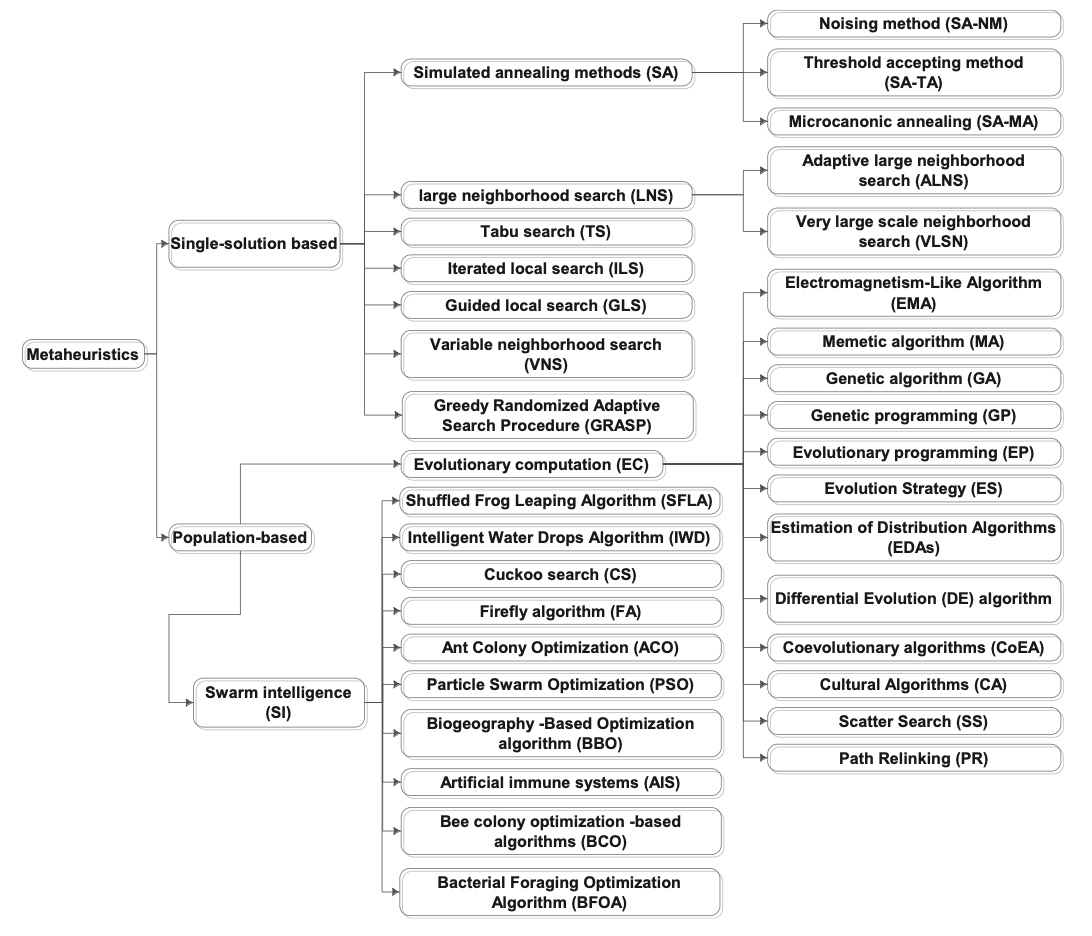 Metaheuristics
Single-solution based
Simulated annealing methods (SA)
Noising method (SA-NM)
Threshold accepting method
(SA-TA)
Microcanonic annealing (SA-MA)
large neighborhood search (LNS)
Adaptive large neighborhood
search (ALNS)
Very large scale neighborhood
search (VLSN)
Tabu search (TS)
Iterated local search (ILS)
Guided local search (GLS)
Variable neighborhood search
(VNS)
Greedy Randomized Adaptive
Search Procedure (GRASP)
Population-based
Evolutionary computation (EC)
Electromagnetism-Like Algorithm
(EMA)
Memetic algorithm (MA)
Genetic algorithm (GA)
Genetic programming (GP)
Evolutionary programming (EP)
Evolution Strategy (ES)
Estimation of Distribution Algorithms
(EDAs)
Differential Evolution (DE) algorithm
Coevolutionary algorithms (CoEA)
Cultural Algorithms (CA)
Scatter Search (SS)
Path Relinking (PR)
Swarm intelligence
(SI)
Shuffled Frog Leaping Algorithm (SFLA)
Intelligent Water Drops Algorithm (IWD)
Cuckoo search (CS)
Firefly algorithm (FA)
Ant Colony Optimization (ACO)
Particle Swarm Optimization (PSO)
Biogeography -Based Optimization
algorithm (BBO)
Artificial immune systems (AIS)
Bee colony optimization -based
algorithms (BCO)
Bacterial Foraging Optimization
Algorithm (BFOA)